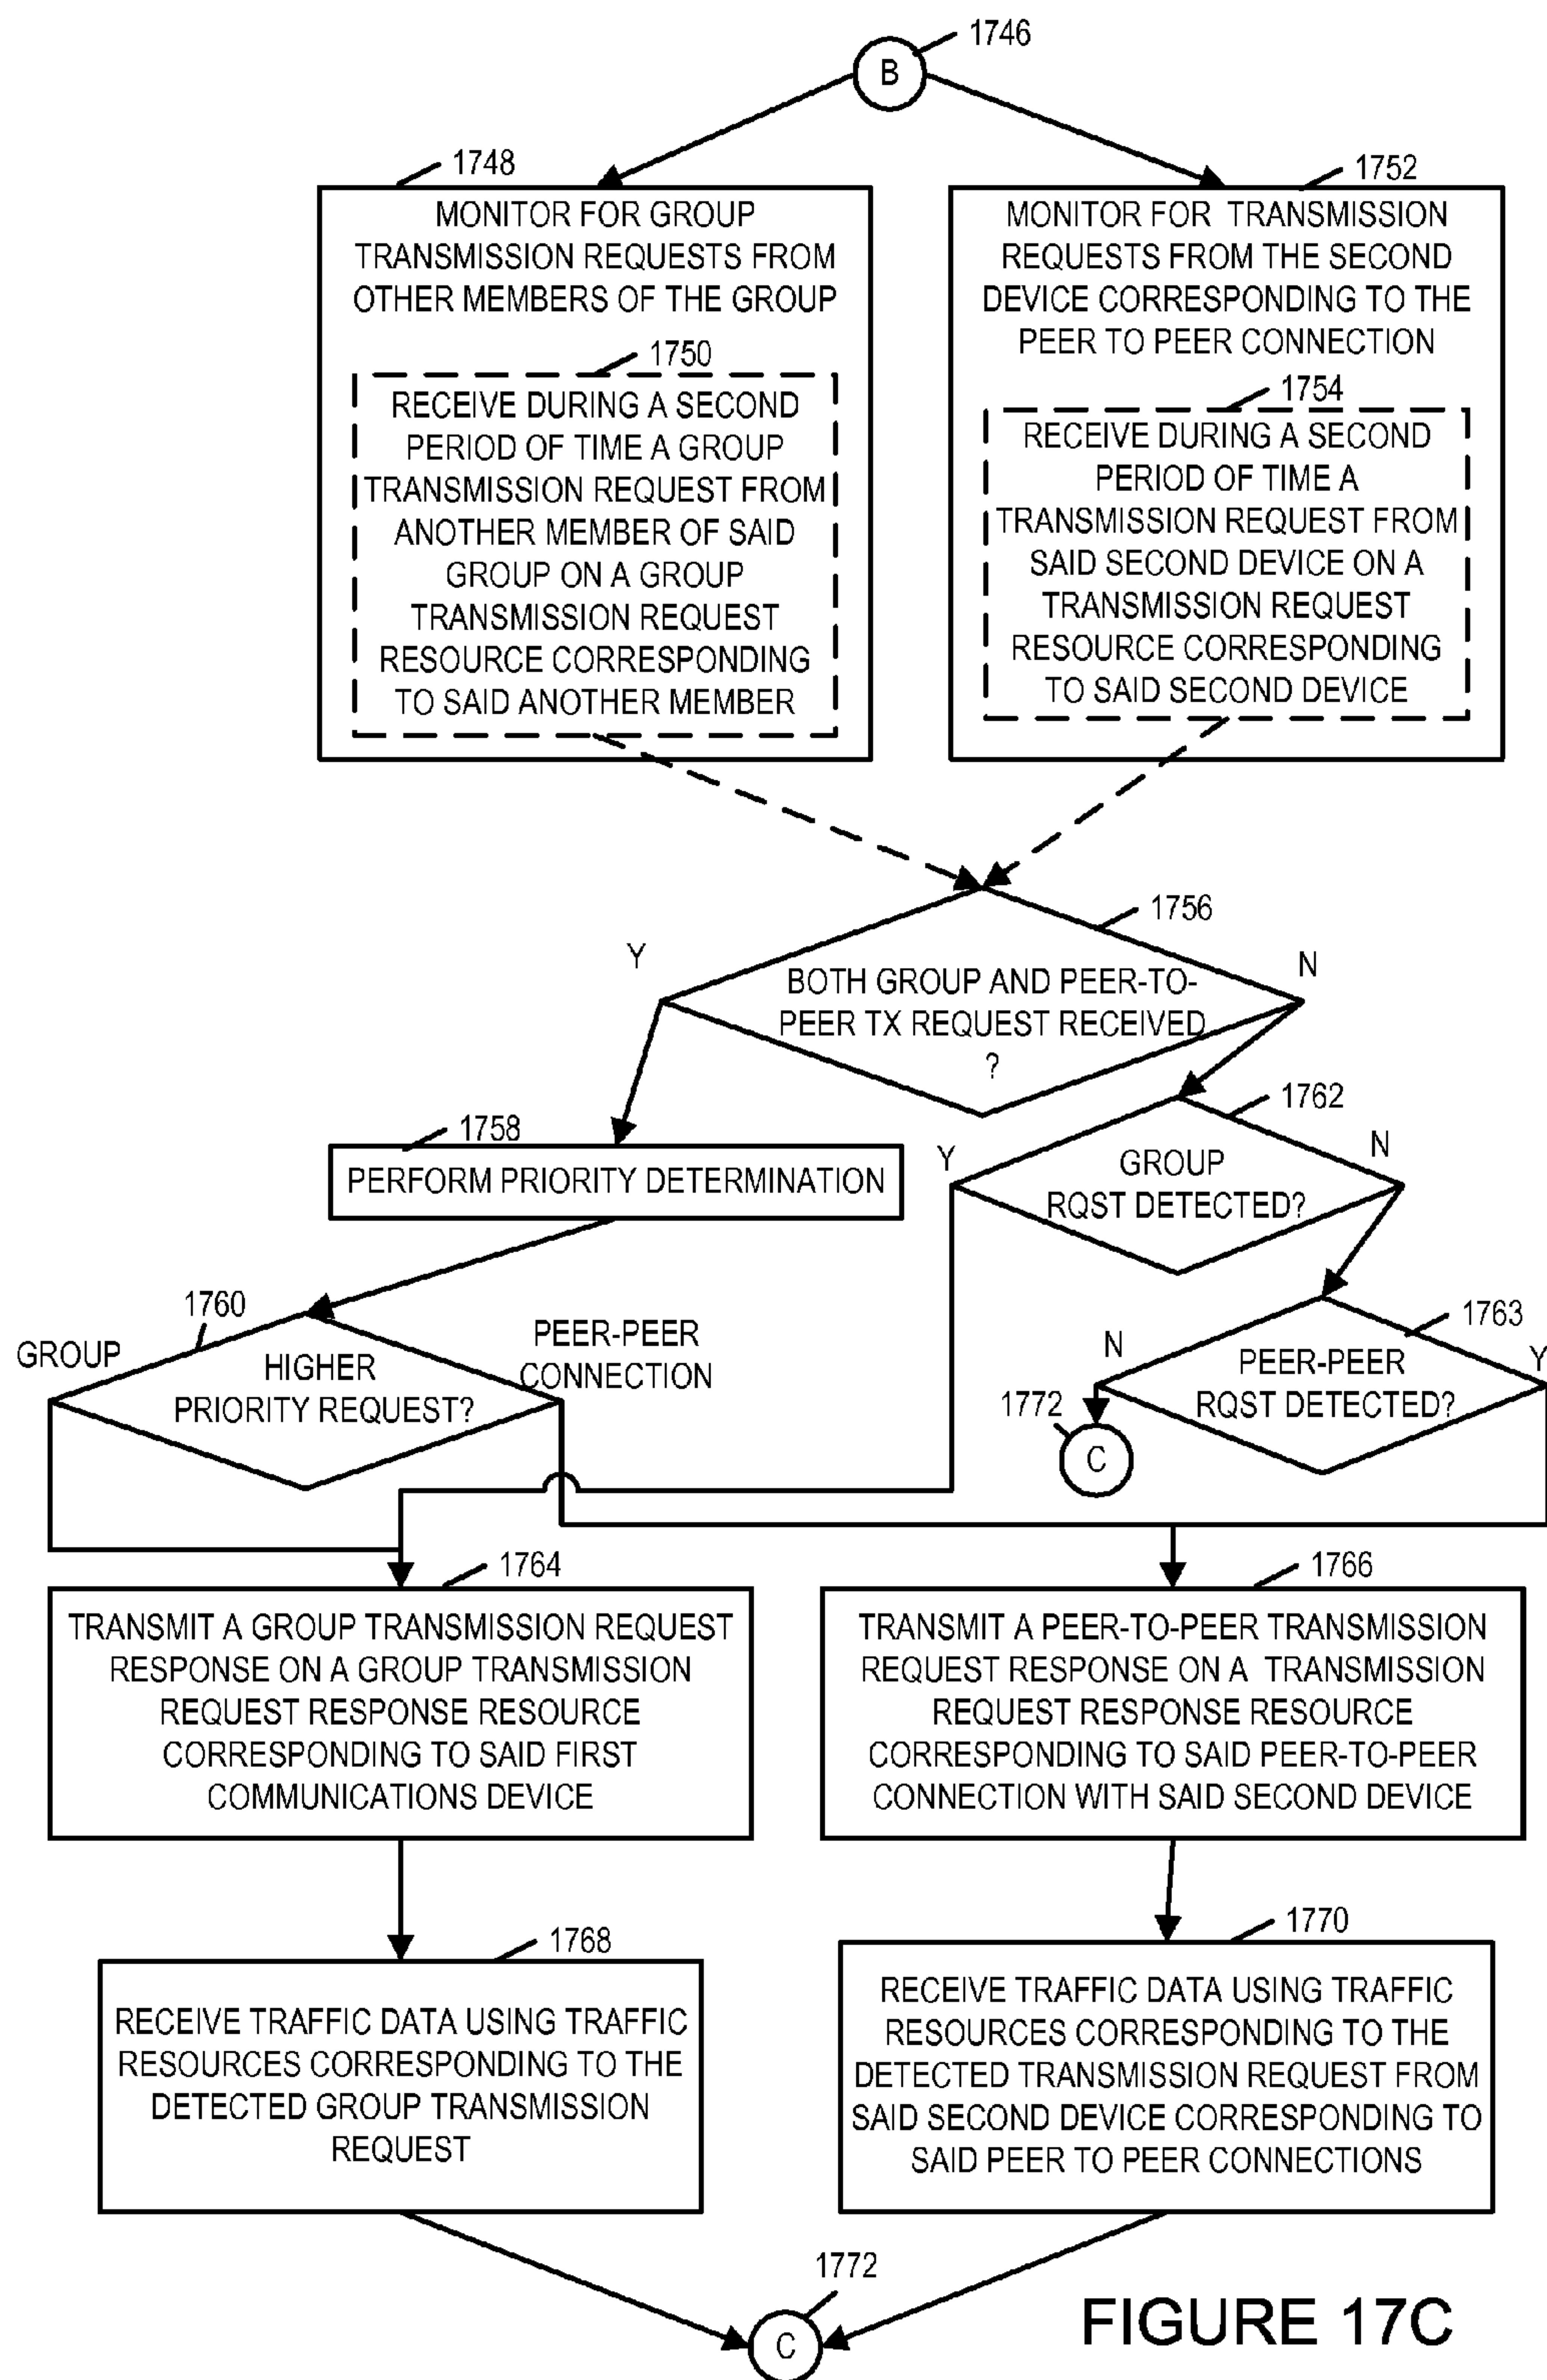 1746
B
1748
MONITOR FOR GROUP
TRANSMISSION REQUESTS FROM
OTHER MEMBERS OF THE GROUP
1750
RECEIVE DURING A SECOND
PERIOD OF TIME A GROUP
TRANSMISSION REQUEST FROM
ANOTHER MEMBER OF SAID
GROUP ON A GROUP
TRANSMISSION REQUEST
RESOURCE CORRESPONDING
TO SAID ANOTHER MEMBER
1752
MONITOR FOR TRANSMISSION
REQUESTS FROM THE SECOND
DEVICE CORRESPONDING TO THE
PEER TO PEER CONNECTION
1754
RECEIVE DURING A SECOND
PERIOD OF TIME A
TRANSMISSION REQUEST FROM
SAID SECOND DEVICE ON A
TRANSMISSION REQUEST
RESOURCE CORRESPONDING
TO SAID SECOND DEVICE
1756
Y
N
BOTH GROUP AND PEER-TO-
PEER TX REQUEST RECEIVED
?
1758
PERFORM PRIORITY DETERMINATION
1762
Y
N
GROUP
RQST DETECTED?
1760
GROUP
HIGHER
PRIORITY REQUEST?
PEER-PEER
CONNECTION
1763
N
Y
PEER-PEER
RQST DETECTED?
1772
C
1764
TRANSMIT A GROUP TRANSMISSION REQUEST
RESPONSE ON A GROUP TRANSMISSION
REQUEST RESPONSE RESOURCE
CORRESPONDING TO SAID FIRST
COMMUNICATIONS DEVICE
1766
TRANSMIT A PEER-TO-PEER TRANSMISSION
REQUEST RESPONSE ON A TRANSMISSION
REQUEST RESPONSE RESOURCE
CORRESPONDING TO SAID PEER-TO-PEER
CONNECTION WITH SAID SECOND DEVICE
1768
RECEIVE TRAFFIC DATA USING TRAFFIC
RESOURCES CORRESPONDING TO THE
DETECTED GROUP TRANSMISSION
REQUEST
1770
RECEIVE TRAFFIC DATA USING TRAFFIC
RESOURCES CORRESPONDING TO THE
DETECTED TRANSMISSION REQUEST FROM
SAID SECOND DEVICE CORRESPONDING TO
SAID PEER TO PEER CONNECTIONS
1772
C
FIGURE 17C